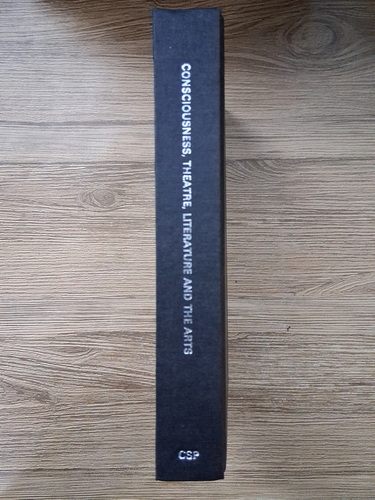 CONSCIOUSNESS, THEATRE, LITERATURE AND THE ARTS
CSP